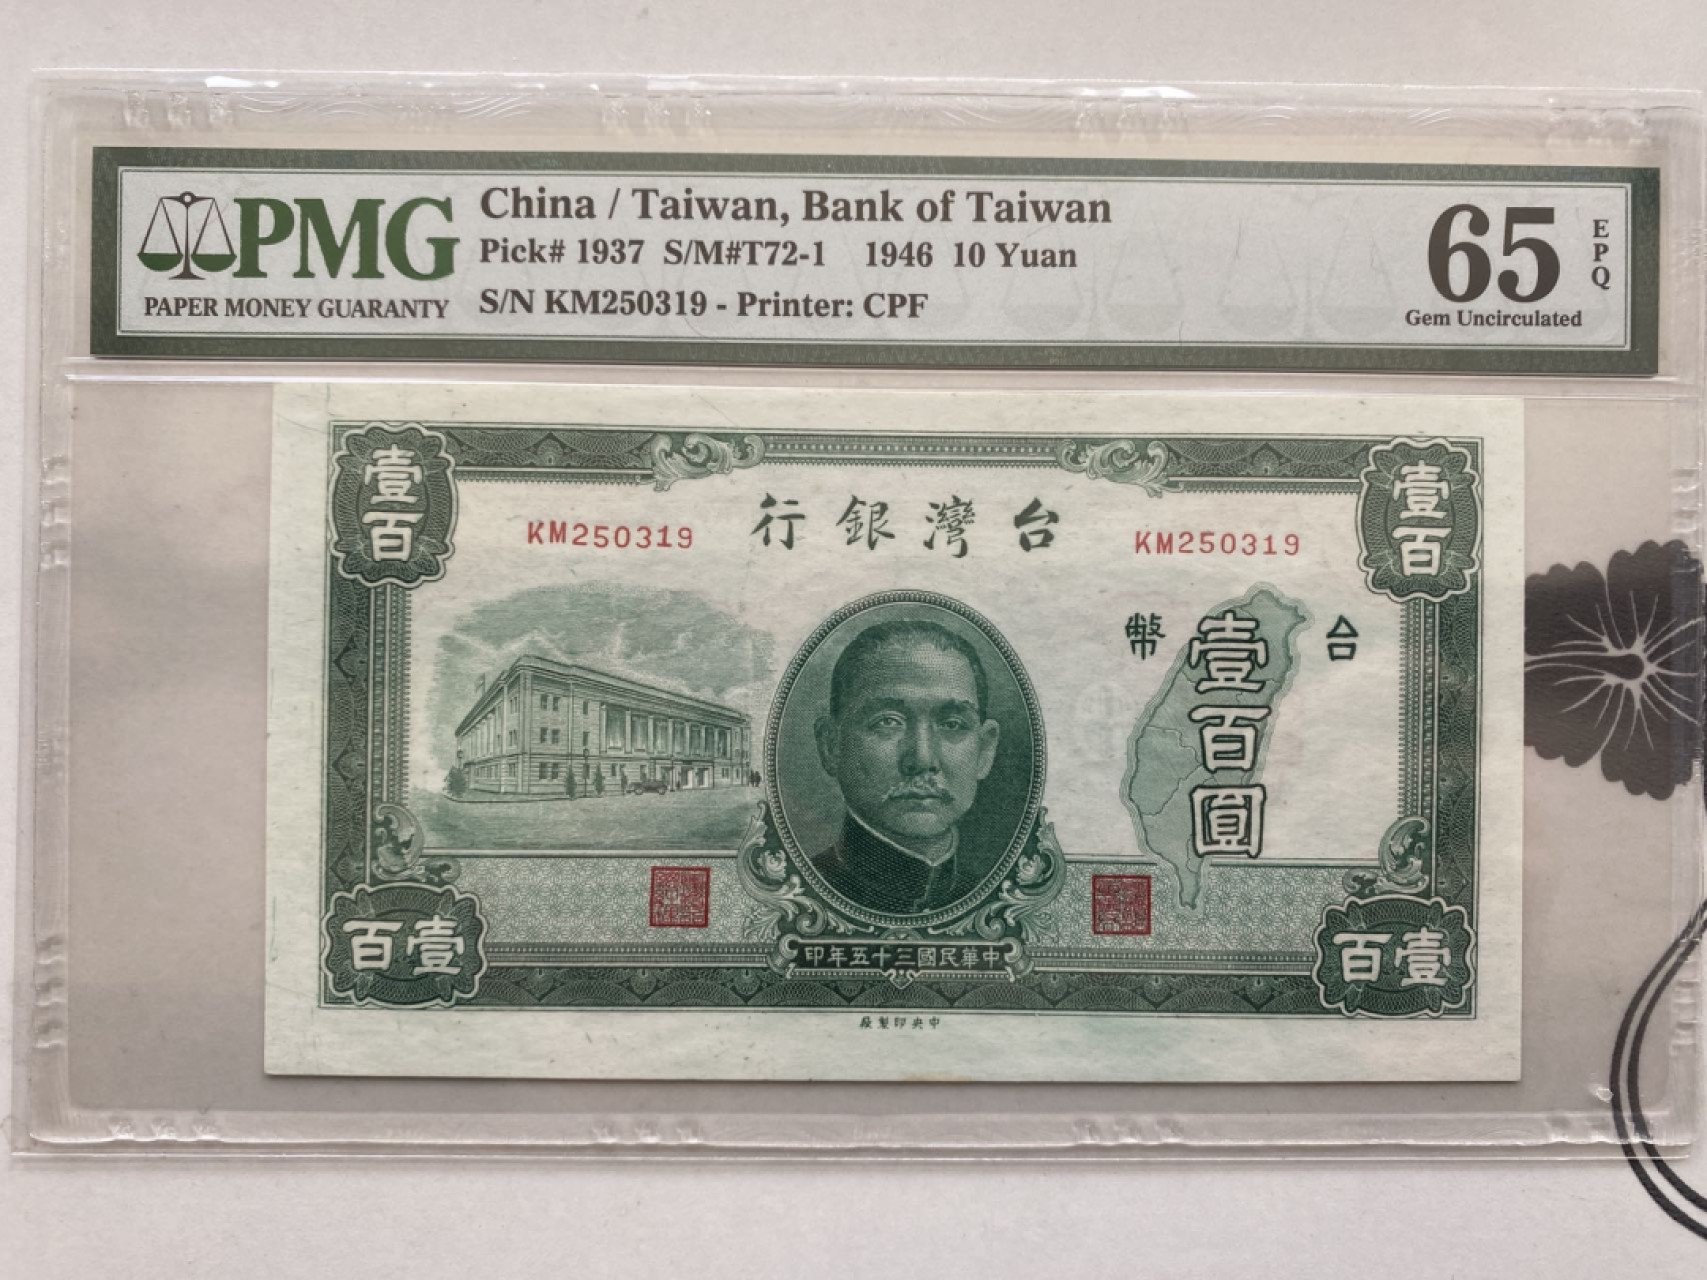 PMG
PAPER MONEY GUARANTY
China / Taiwan, Bank of Taiwan
Pick# 1937 S/M#T72-1 1946 10 Yuan
S/N KM250319 - Printer: CPF
65
EPQ
Gem Uncirculated
壹百
壹百
台灣銀行
KM250319
KM250319
台幣
壹百圓
中華民國三十五年印
壹百
壹百
中央印製廠